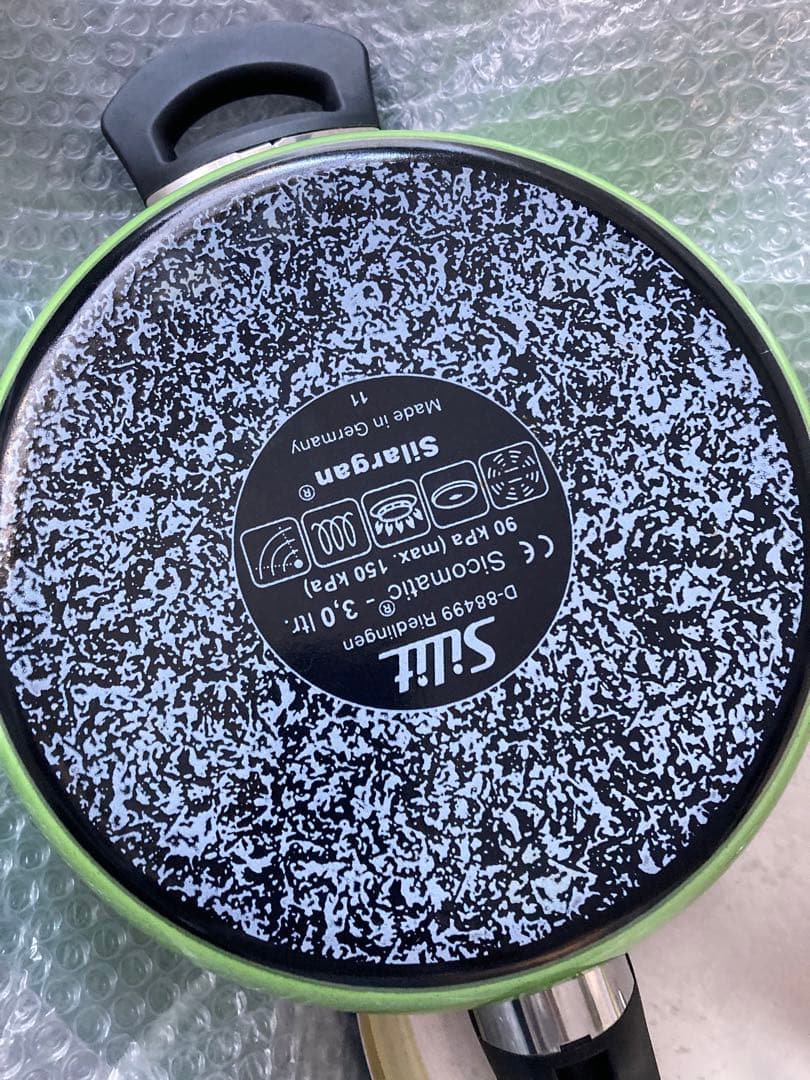 Silit
D-88499 Riedlingen
Sicomatic® - 3,0 ltr.
CE 90 kPa (max. 150 kPa)
Silargan®
Made in Germany
11